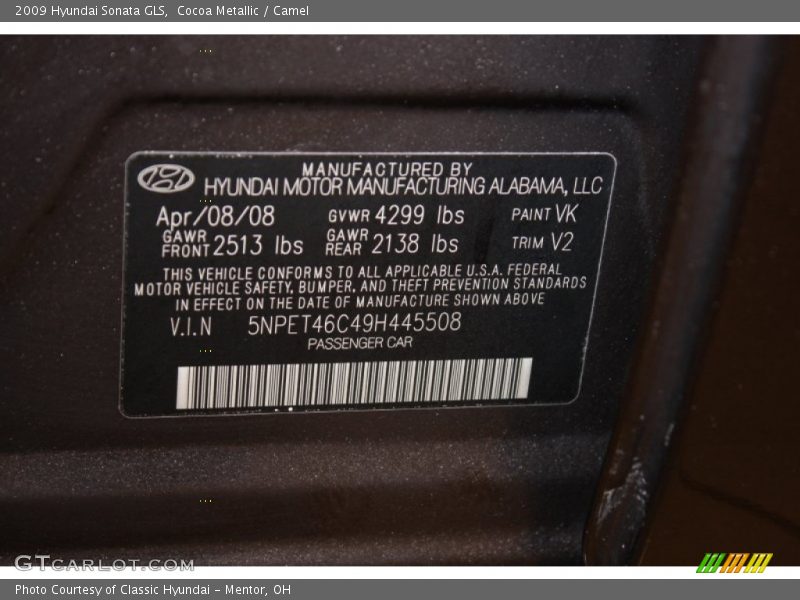 2009 Hyundai Sonata GLS,  Cocoa Metallic / Camel
MANUFACTURED BY
HYUNDAI MOTOR MANUFACTURING ALABAMA, LLC
Apr/08/08 GVWR 4299 lbs PAINT VK
GAWR FRONT 2513 lbs GAWR REAR 2138 lbs TRIM V2
THIS VEHICLE CONFORMS TO ALL APPLICABLE U.S.A. FEDERAL
MOTOR VEHICLE SAFETY, BUMPER, AND THEFT PREVENTION STANDARDS
IN EFFECT ON THE DATE OF MANUFACTURE SHOWN ABOVE
V.I.N 5NPET46C49H445508
PASSENGER CAR
GTCARLOT.COM
Photo Courtesy of Classic Hyundai - Mentor, OH